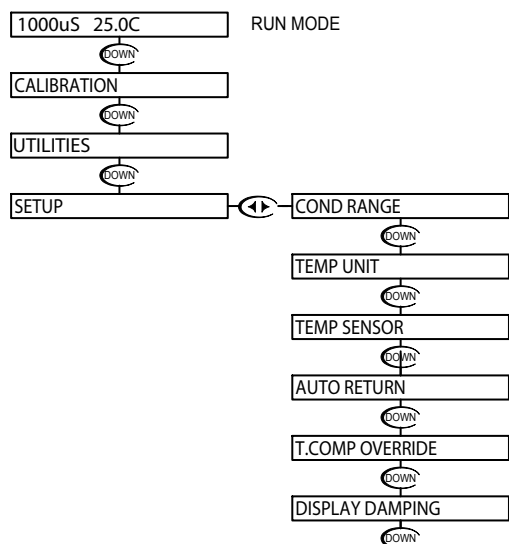 1000uS 25.0C RUN MODE
DOWN
CALIBRATION
DOWN
UTILITIES
DOWN
SETUP COND RANGE
DOWN
TEMP UNIT
DOWN
TEMP SENSOR
DOWN
AUTO RETURN
DOWN
T.COMP OVERRIDE
DOWN
DISPLAY DAMPING
DOWN